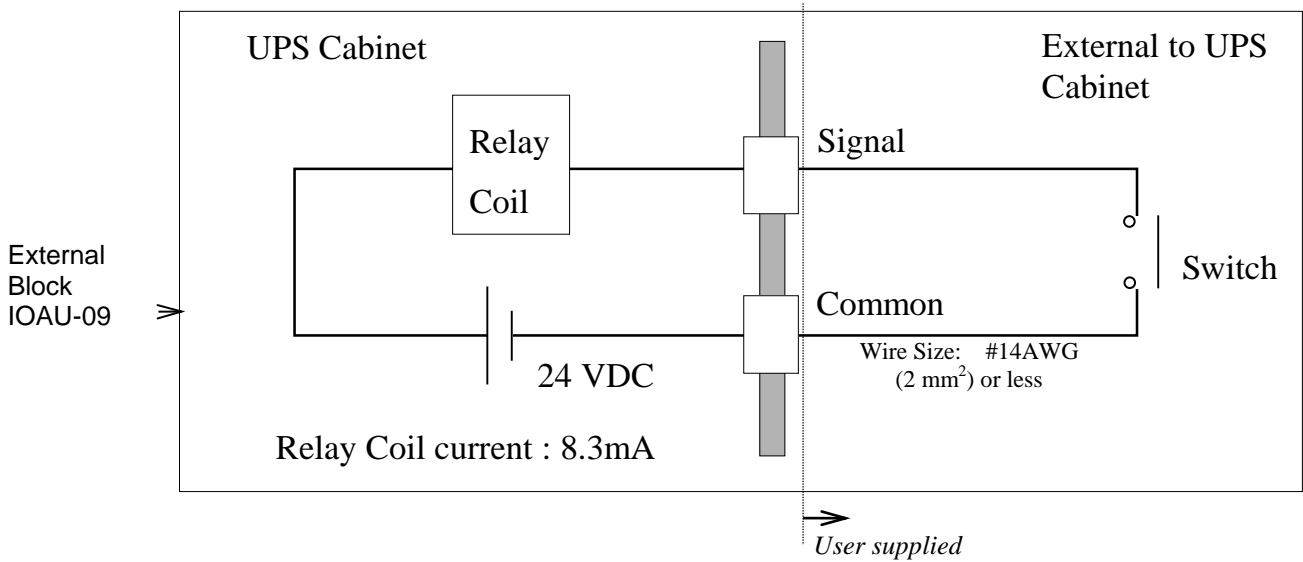 UPS Cabinet
External to UPS
Cabinet
Relay
Coil
Signal
External
Block
IOAU-09
Switch
Common
Wire Size: #14AWG
(2 mm²) or less
24 VDC
Relay Coil current : 8.3mA
User supplied